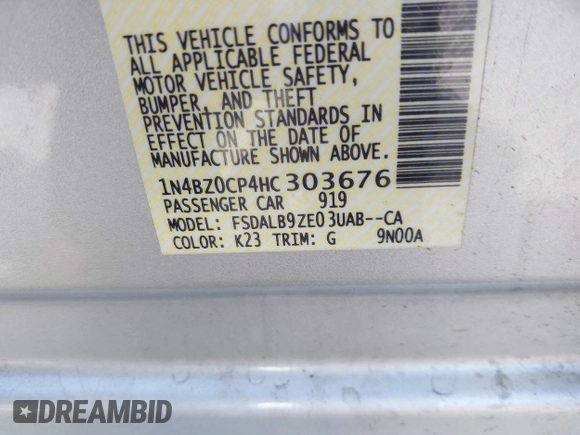 THIS VEHICLE CONFORMS TO
ALL APPLICABLE FEDERAL
MOTOR VEHICLE SAFETY,
BUMPER, AND THEFT
PREVENTION STANDARDS IN
EFFECT ON THE DATE OF
MANUFACTURE SHOWN ABOVE.
1N4BZ0CP4HC303676
PASSENGER CAR 919
MODEL: FSDALB9ZE03UAB--CA
COLOR: K23 TRIM: G 9N00A
DREAMBID